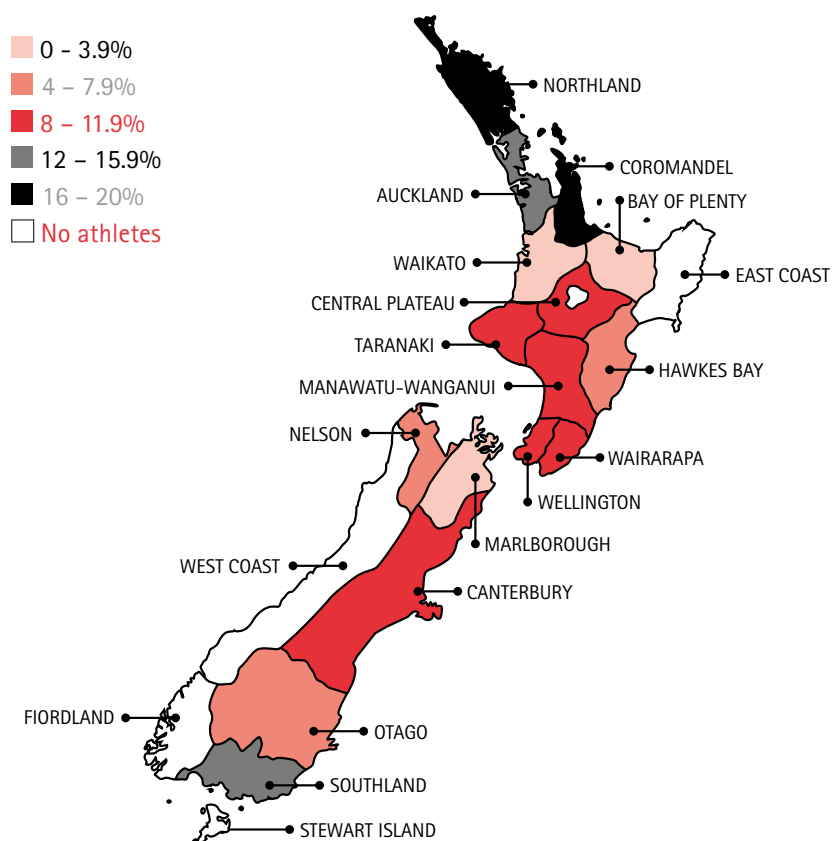 0 – 3.9%
4 – 7.9%
8 – 11.9%
12 – 15.9%
16 – 20%
No athletes
NORTHLAND
COROMANDEL
AUCKLAND
BAY OF PLENTY
WAIKATO
EAST COAST
CENTRAL PLATEAU
TARANAKI
HAWKES BAY
MANAWATU-WANGANUI
NELSON
WAIRARAPA
WELLINGTON
MARLBOROUGH
WEST COAST
CANTERBURY
FIORDLAND
OTAGO
SOUTHLAND
STEWART ISLAND